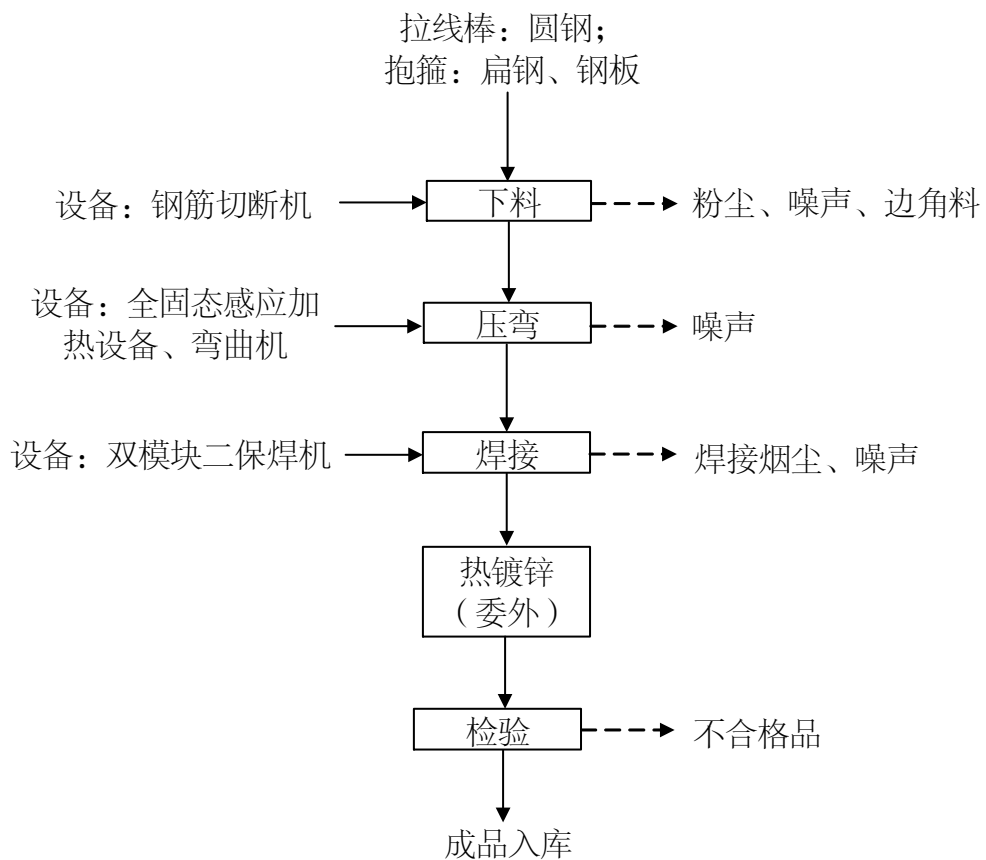 拉线棒：圆钢；
抱箍：扁钢、钢板
设备：钢筋切断机
下料
粉尘、噪声、边角料
设备：全固态感应加
热设备、弯曲机
压弯
噪声
设备：双模块二保焊机
焊接
焊接烟尘、噪声
热镀锌
（委外）
检验
不合格品
成品入库